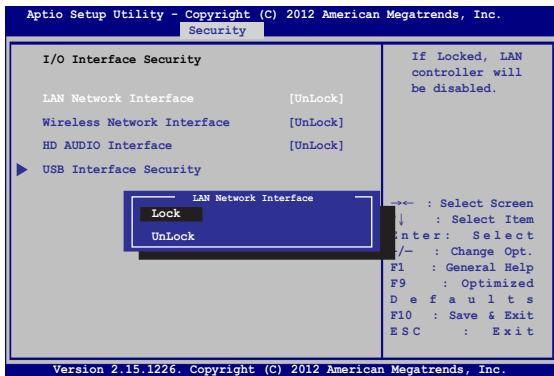 Aptio Setup Utility - Copyright (C) 2012 American Megatrends, Inc.
Security
I/O Interface Security
LAN Network Interface [UnLock]
Wireless Network Interface [UnLock]
HD AUDIO Interface [UnLock]
USB Interface Security
If Locked, LAN
controller will
be disabled.
LAN Network Interface
Lock
UnLock
→← : Select Screen
↓ : Select Item
nter: Select
/— : Change Opt.
F1 : General Help
F9 : Optimized
Defaults
F10 : Save & Exit
ESC : Exit
Version 2.15.1226. Copyright (C) 2012 American Megatrends, Inc.